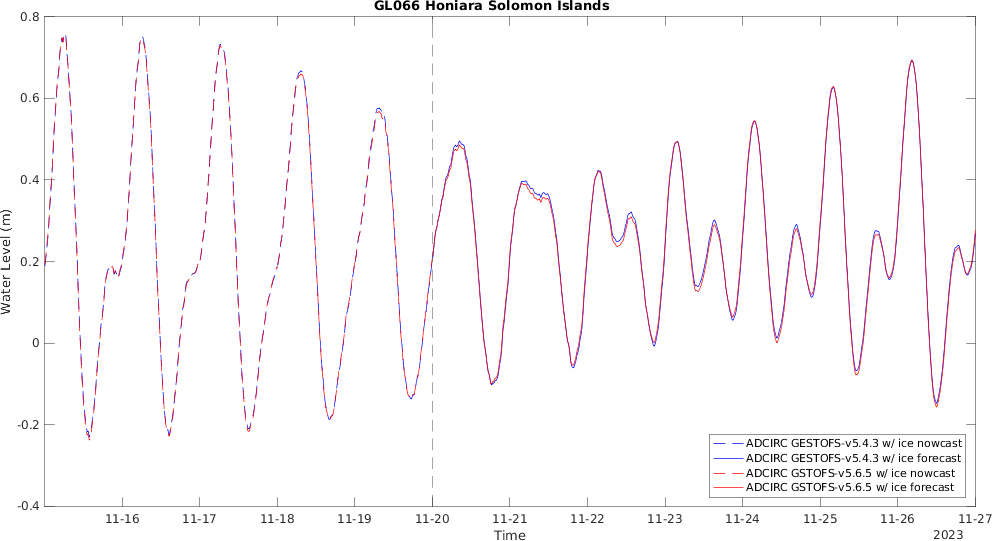 GL066 Honiara Solomon Islands
0.8
0.6
0.4
0.2
0
-0.2
-0.4
Water Level (m)
ADCIRC GESTOFS-v5.4.3 w/ ice nowcast
ADCIRC GESTOFS-v5.4.3 w/ ice forecast
ADCIRC GSTOFS-v5.6.5 w/ ice nowcast
ADCIRC GSTOFS-v5.6.5 w/ ice forecast
11-16 11-17 11-18 11-19 11-20 11-21 11-22 11-23 11-24 11-25 11-26 11-27
Time
2023